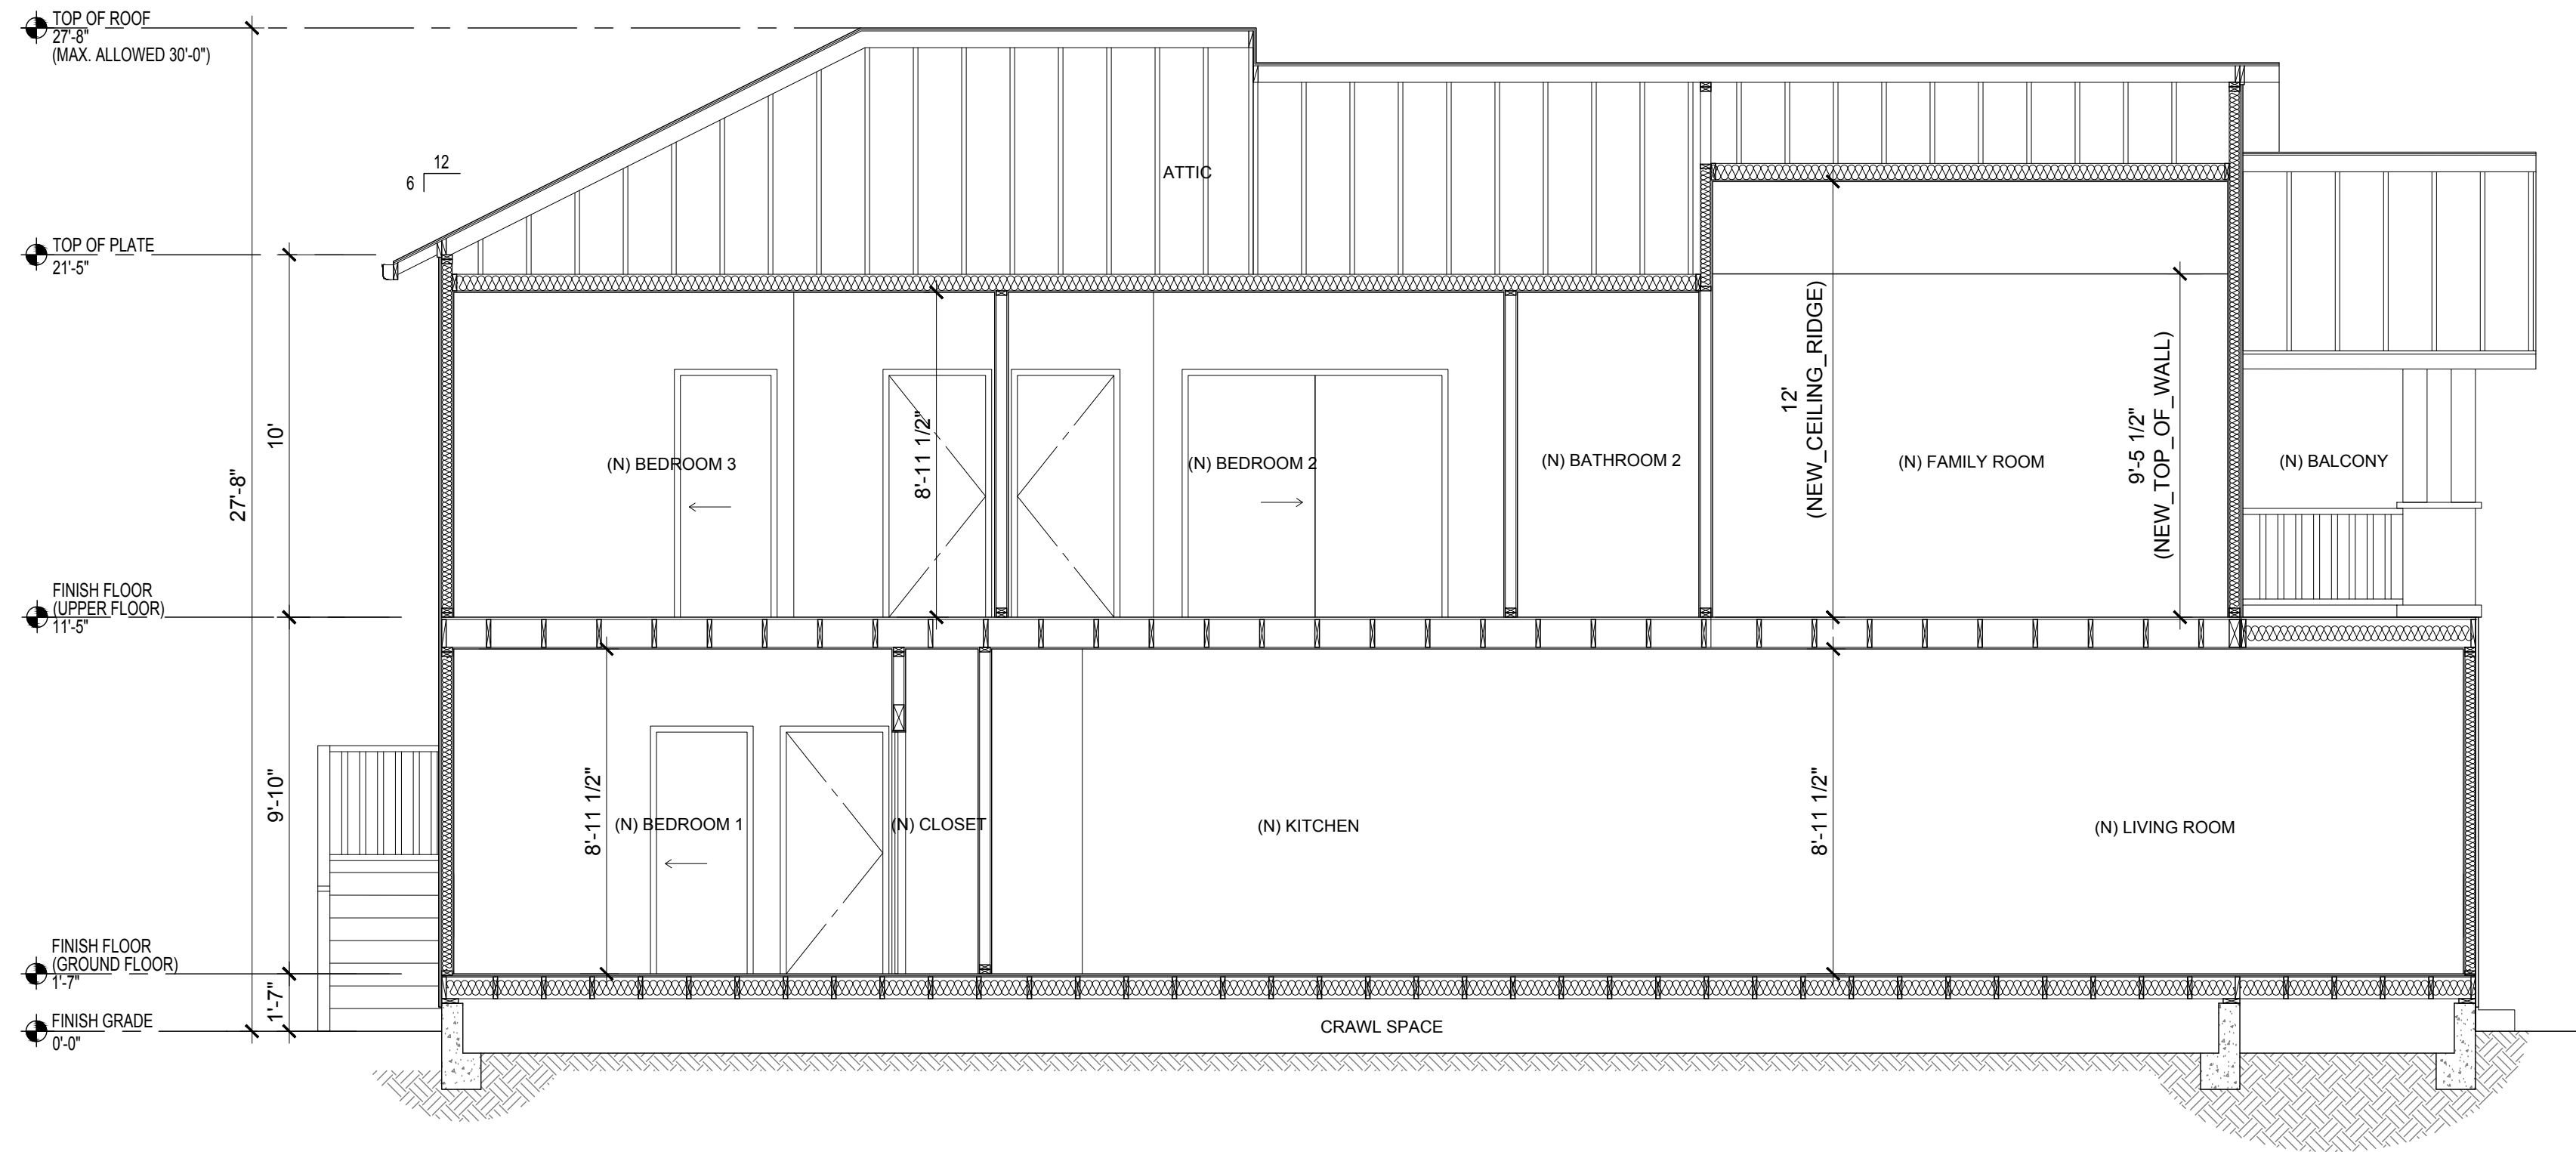 TOP OF ROOF
27'-8"
(MAX. ALLOWED 30'-0")
12
6
ATTIC
TOP OF PLATE
21'-5"
10'
27'-8"
8'-11 1/2"
12'
(NEW_CEILING_RIDGE)
9'-5 1/2"
(NEW_TOP_OF_WALL)
(N) BEDROOM 3
(N) BEDROOM 2
(N) BATHROOM 2
(N) FAMILY ROOM
(N) BALCONY
FINISH FLOOR
(UPPER FLOOR)
11'-5"
9'-10"
8'-11 1/2"
8'-11 1/2"
(N) BEDROOM 1
(N) CLOSET
(N) KITCHEN
(N) LIVING ROOM
FINISH FLOOR
(GROUND FLOOR)
1'-7"
1'-7"
FINISH GRADE
0'-0"
CRAWL SPACE